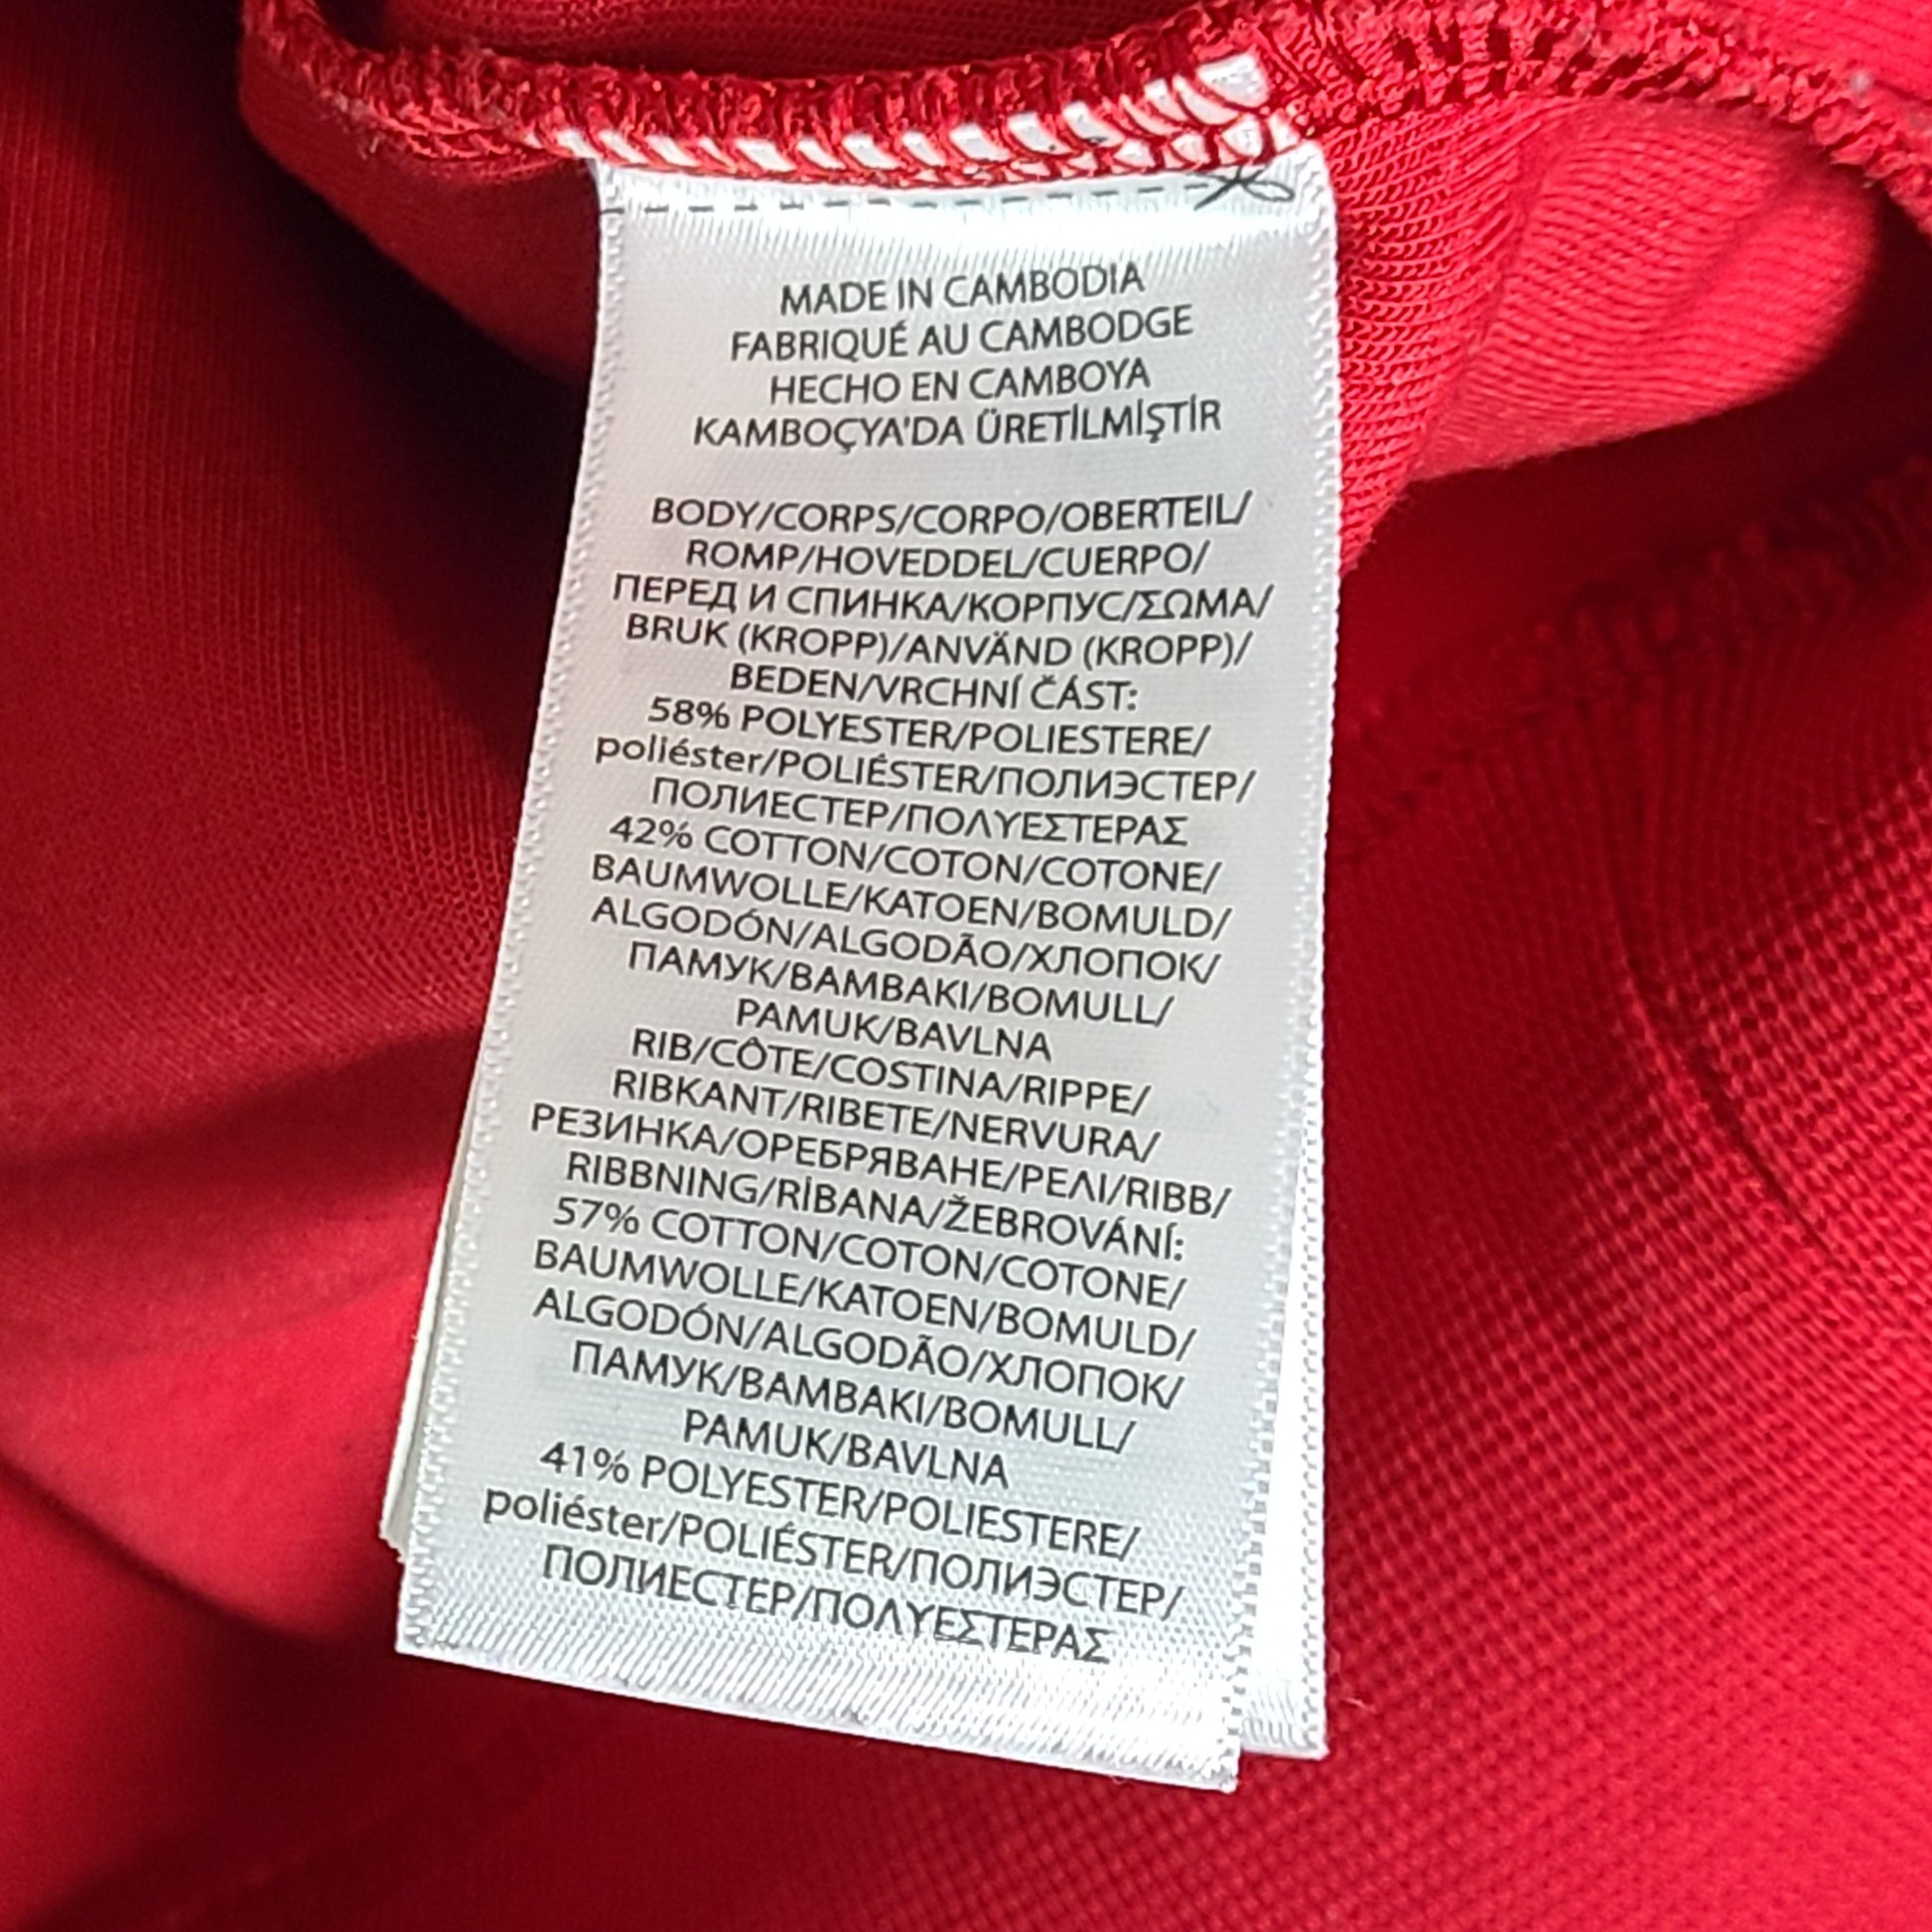 MADE IN CAMBODIA
FABRIQUÉ AU CAMBODGE
HECHO EN CAMBOYA
KAMBOÇYA'DA ÜRETİLMİŞTİR
BODY/CORPS/CORPO/OBERTEIL/
ROMP/HOVEDDEL/CUERPO/
ПЕРЕД И СПИНКА/КОРПУС/ΣΩΜΑ/
BRUK (KROPP)/ANVÄND (KROPP)/
BEDEN/VRCHNÍ ČÁST:
58% POLYESTER/POLIESTERE/
poliéster/POLIÉSTER/ПОЛИЭСТЕР/
ПОЛИЕСТЕР/ΠΟΛΥΕΣΤΕΡΑΣ
42% COTTON/COTON/COTONE/
BAUMWOLLE/KATOEN/BOMULD/
ALGODÓN/ALGODÃO/ХЛОПОК/
ПАМУК/ΒΑΜΒΑΚΙ/BOMULL/
PAMUK/BAVLNA
RIB/CÔTE/COSTINA/RIPPE/
RIBKANT/RIBETE/NERVURA/
РЕЗИНКА/ОРЕБРЯВАНЕ/ΡΕΛΙ/RIBB/
RIBBNING/RİBANA/ŽEBROVÁNÍ:
57% COTTON/COTON/COTONE/
BAUMWOLLE/KATOEN/BOMULD/
ALGODÓN/ALGODÃO/ХЛОПОК/
ПАМУК/ΒΑΜΒΑΚΙ/BOMULL/
PAMUK/BAVLNA
41% POLYESTER/POLIESTERE/
poliéster/POLIÉSTER/ПОЛИЭСТЕР/
ПОЛИЕСТЕР/ΠΟΛΥΕΣΤΕΡΑΣ